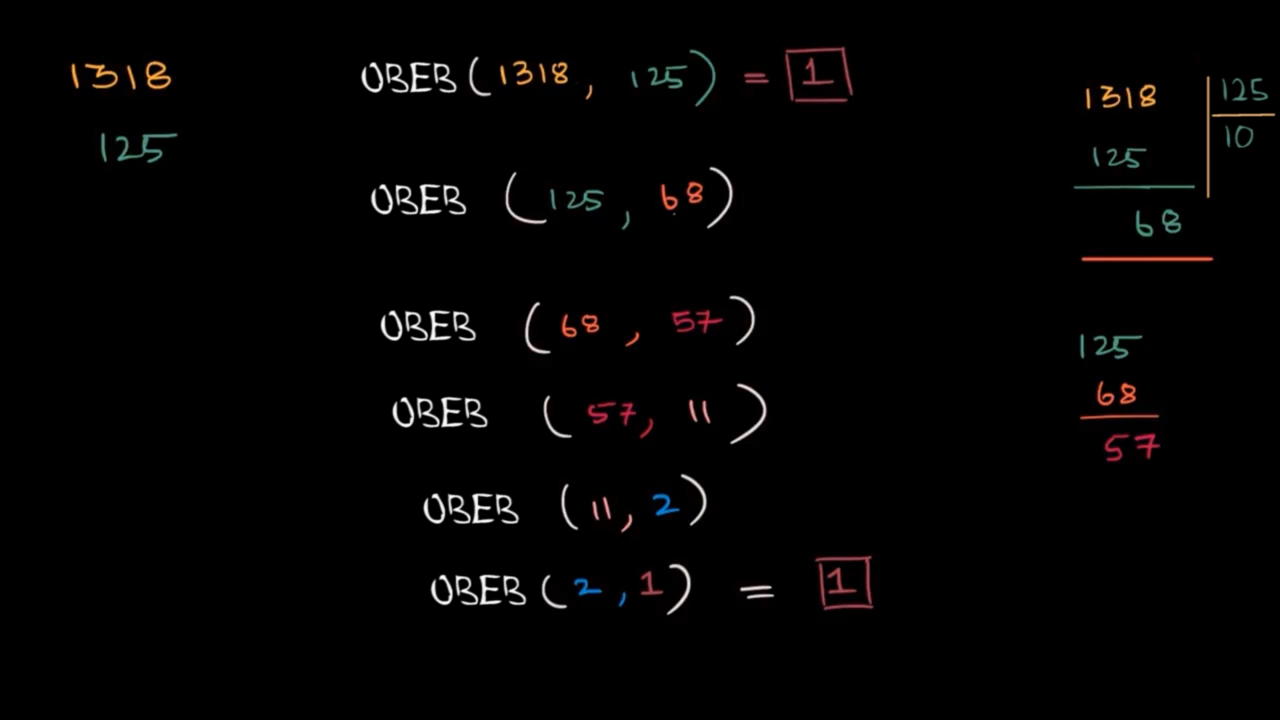 1318
125
OBEB(1318, 125) = 1
OBEB (125, 68)
OBEB (68, 57)
OBEB (57, 11)
OBEB (11, 2)
OBEB(2, 1) = 1
1318 125
125 10
68
125
68
57